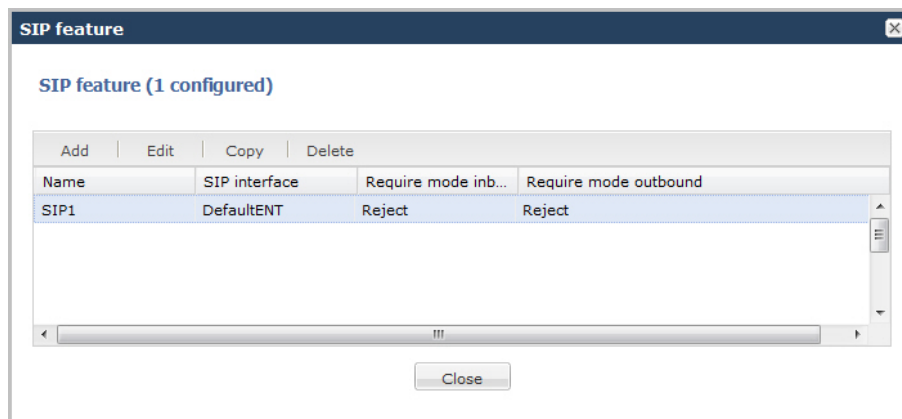 SIP feature
SIP feature (1 configured)
Add Edit Copy Delete
Name SIP interface Require mode inb... Require mode outbound
SIP1 DefaultENT Reject Reject
Close